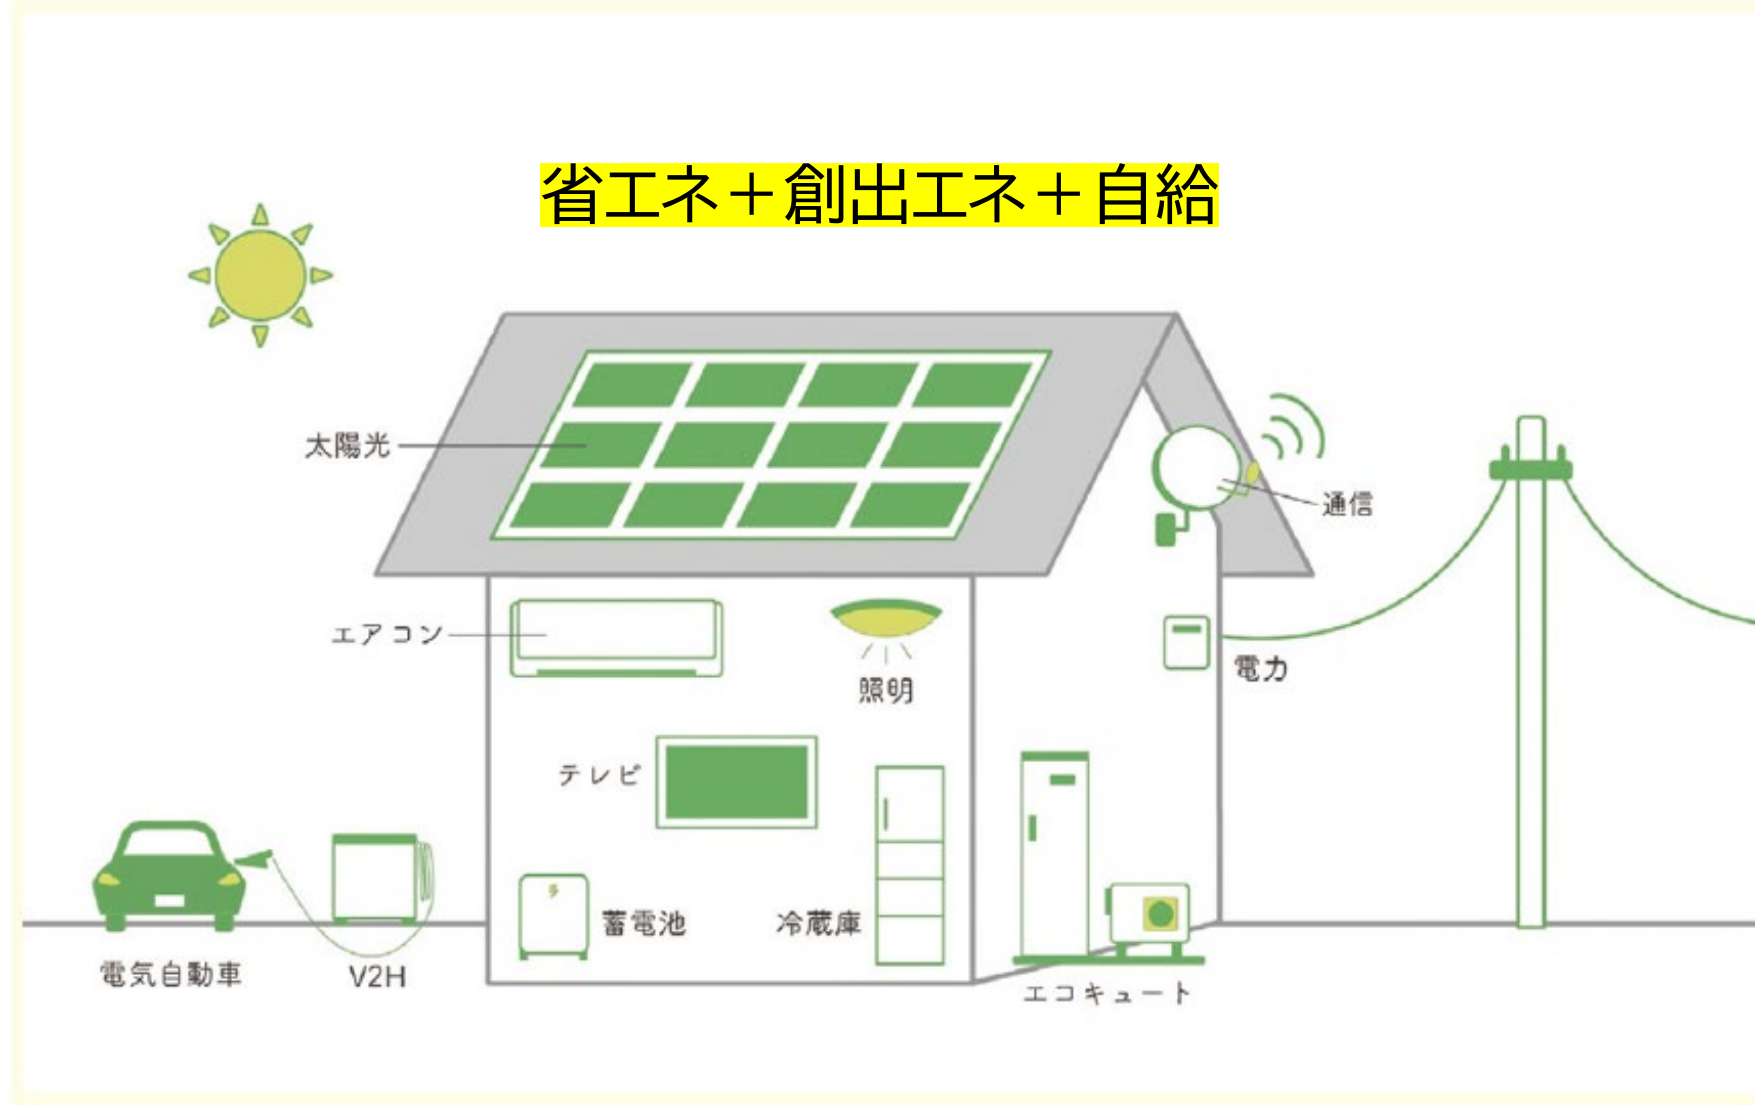 省エネ＋創出エネ＋自給
太陽光
通信
エアコン
照明
電力
テレビ
蓄電池
冷蔵庫
電気自動車
V2H
エコキュート